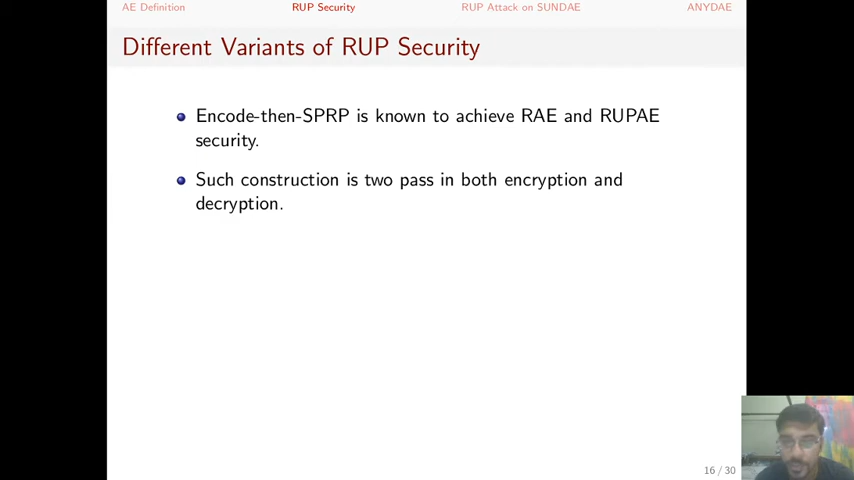 AE Definition RUP Security RUP Attack on SUNDAE ANYDAE
Different Variants of RUP Security
Encode-then-SPRP is known to achieve RAE and RUPAE
security.
Such construction is two pass in both encryption and
decryption.
16 / 30